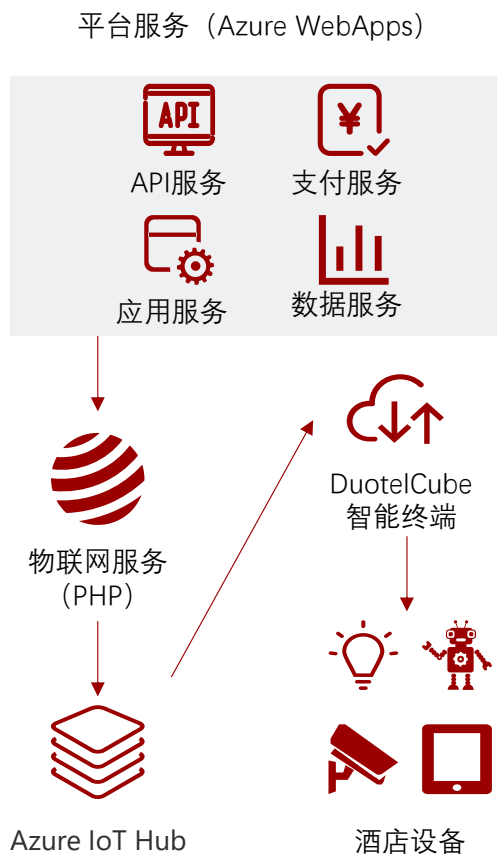 平台服务（Azure WebApps）
API
¥
API服务
支付服务
应用服务
数据服务
物联网服务
（PHP）
DuotelCube
智能终端
Azure IoT Hub
酒店设备